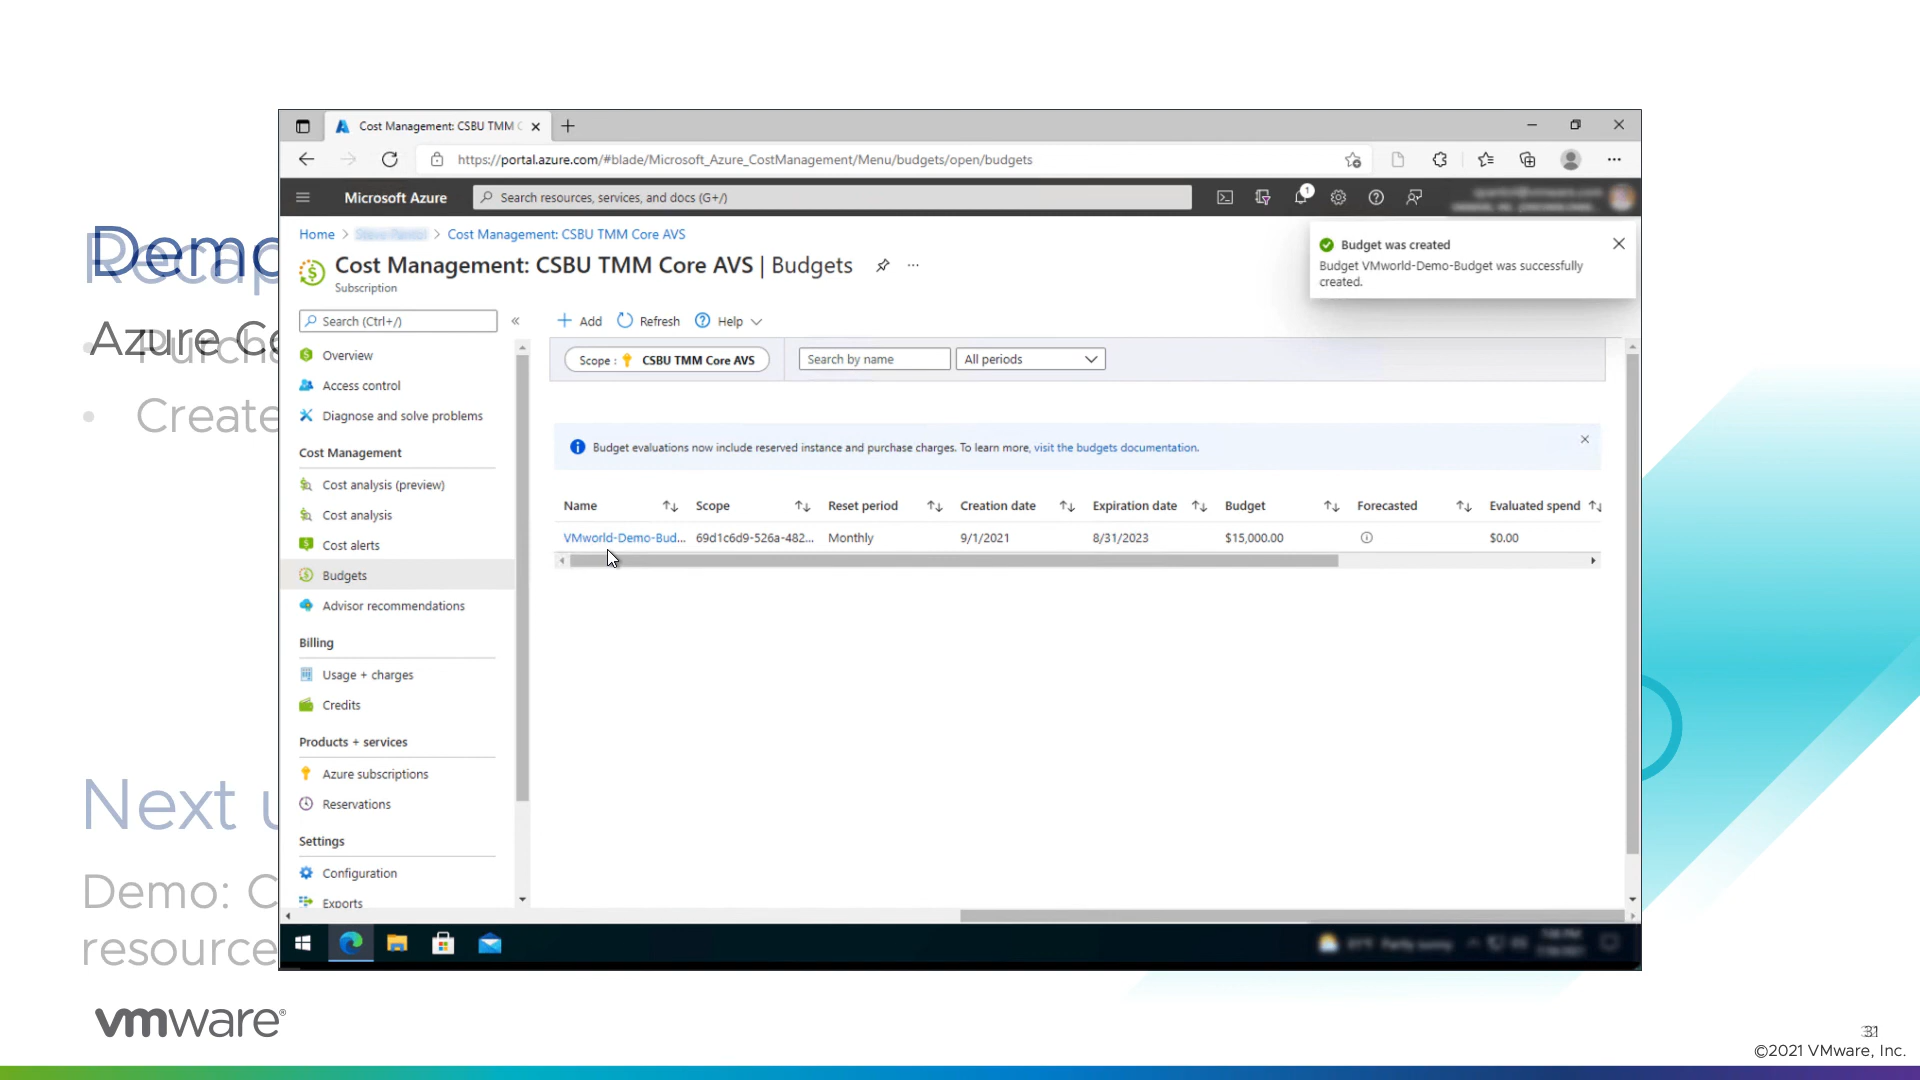 Cost Management: CSBU TMM C
https://portal.azure.com/#blade/Microsoft_Azure_CostManagement/Menu/budgets/open/budgets
Microsoft Azure
Search resources, services, and docs (G+/)
1
Home > > Cost Management: CSBU TMM Core AVS
Cost Management: CSBU TMM Core AVS | Budgets
Subscription
Budget was created
Budget VMworld-Demo-Budget was successfully
created.
Demo
Recap
Azure Ce
Purcha
Create
Search (Ctrl+/)
Overview
Access control
Diagnose and solve problems
Cost Management
Cost analysis (preview)
Cost analysis
Cost alerts
Budgets
Advisor recommendations
Billing
Usage + charges
Credits
Products + services
Azure subscriptions
Reservations
Settings
Configuration
Exports
Add Refresh Help
Scope : CSBU TMM Core AVS
Search by name
All periods
Budget evaluations now include reserved instance and purchase charges. To learn more, visit the budgets documentation.
Name Scope Reset period Creation date Expiration date Budget Forecasted Evaluated spend
VMworld-Demo-Bud... 69d1c6d9-526a-482... Monthly 9/1/2021 8/31/2023 $15,000.00 $0.00
Next u
Demo: C
resource
vmware®
31
©2021 VMware, Inc.